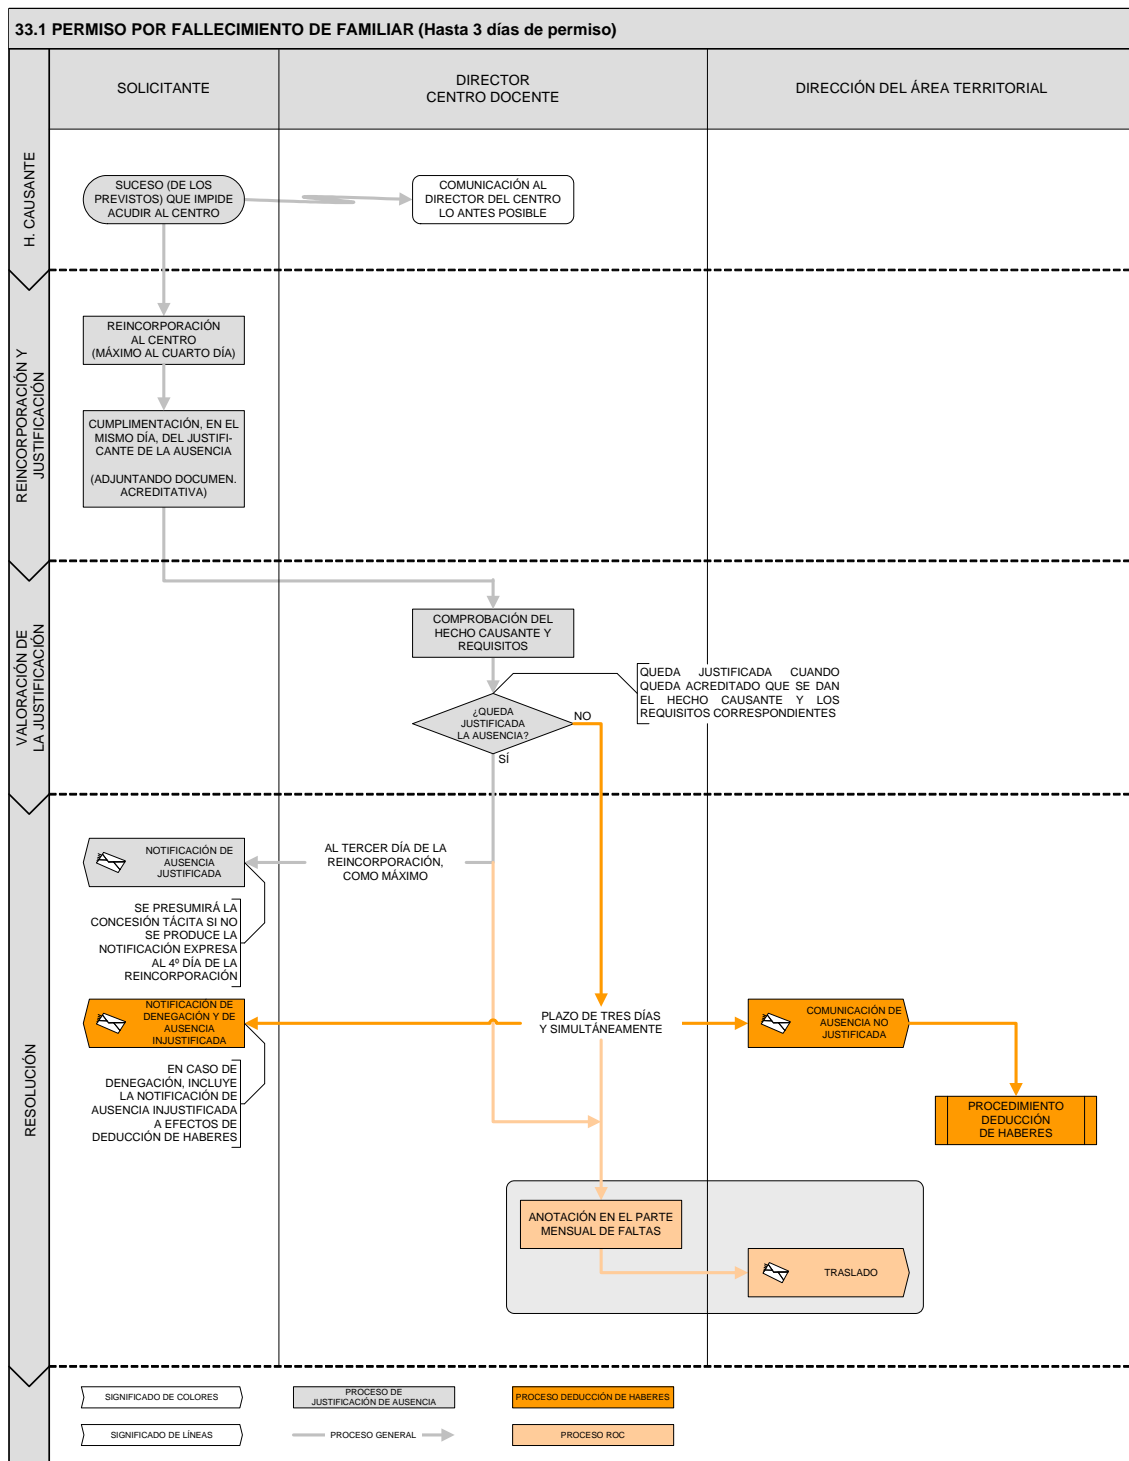 33.1 PERMISO POR FALLECIMIENTO DE FAMILIAR (Hasta 3 días de permiso)
SOLICITANTE
DIRECTOR
CENTRO DOCENTE
DIRECCIÓN DEL ÁREA TERRITORIAL
H. CAUSANTE
SUCESO (DE LOS
PREVISTOS) QUE IMPIDE
ACUDIR AL CENTRO
COMUNICACIÓN AL
DIRECTOR DEL CENTRO
LO ANTES POSIBLE
REINCORPORACIÓN Y
JUSTIFICACIÓN
REINCORPORACIÓN
AL CENTRO
(MÁXIMO AL CUARTO DÍA)
CUMPLIMENTACIÓN, EN EL
MISMO DÍA, DEL JUSTIFI-
CANTE DE LA AUSENCIA
(ADJUNTANDO DOCUMEN.
ACREDITATIVA)
VALORACIÓN DE
LA JUSTIFICACIÓN
COMPROBACIÓN DEL
HECHO CAUSANTE Y
REQUISITOS
QUEDA JUSTIFICADA CUANDO
QUEDA ACREDITADO QUE SE DAN
EL HECHO CAUSANTE Y LOS
REQUISITOS CORRESPONDIENTES
¿QUEDA
JUSTIFICADA
LA AUSENCIA?
NO
SÍ
RESOLUCIÓN
NOTIFICACIÓN DE
AUSENCIA
JUSTIFICADA
AL TERCER DÍA DE LA
REINCORPORACIÓN,
COMO MÁXIMO
SE PRESUMIRÁ LA
CONCESIÓN TÁCITA SI NO
SE PRODUCE LA
NOTIFICACIÓN EXPRESA
AL 4º DÍA DE LA
REINCORPORACIÓN
NOTIFICACIÓN DE
DENEGACIÓN Y DE
AUSENCIA
INJUSTIFICADA
PLAZO DE TRES DÍAS
Y SIMULTÁNEAMENTE
COMUNICACIÓN DE
AUSENCIA NO
JUSTIFICADA
EN CASO DE
DENEGACIÓN, INCLUYE
LA NOTIFICACIÓN DE
AUSENCIA INJUSTIFICADA
A EFECTOS DE
DEDUCCIÓN DE HABERES
PROCEDIMIENTO
DEDUCCIÓN
DE HABERES
ANOTACIÓN EN EL PARTE
MENSUAL DE FALTAS
TRASLADO
SIGNIFICADO DE COLORES
PROCESO DE
JUSTIFICACIÓN DE AUSENCIA
PROCESO DEDUCCIÓN DE HABERES
SIGNIFICADO DE LÍNEAS
PROCESO GENERAL
PROCESO ROC